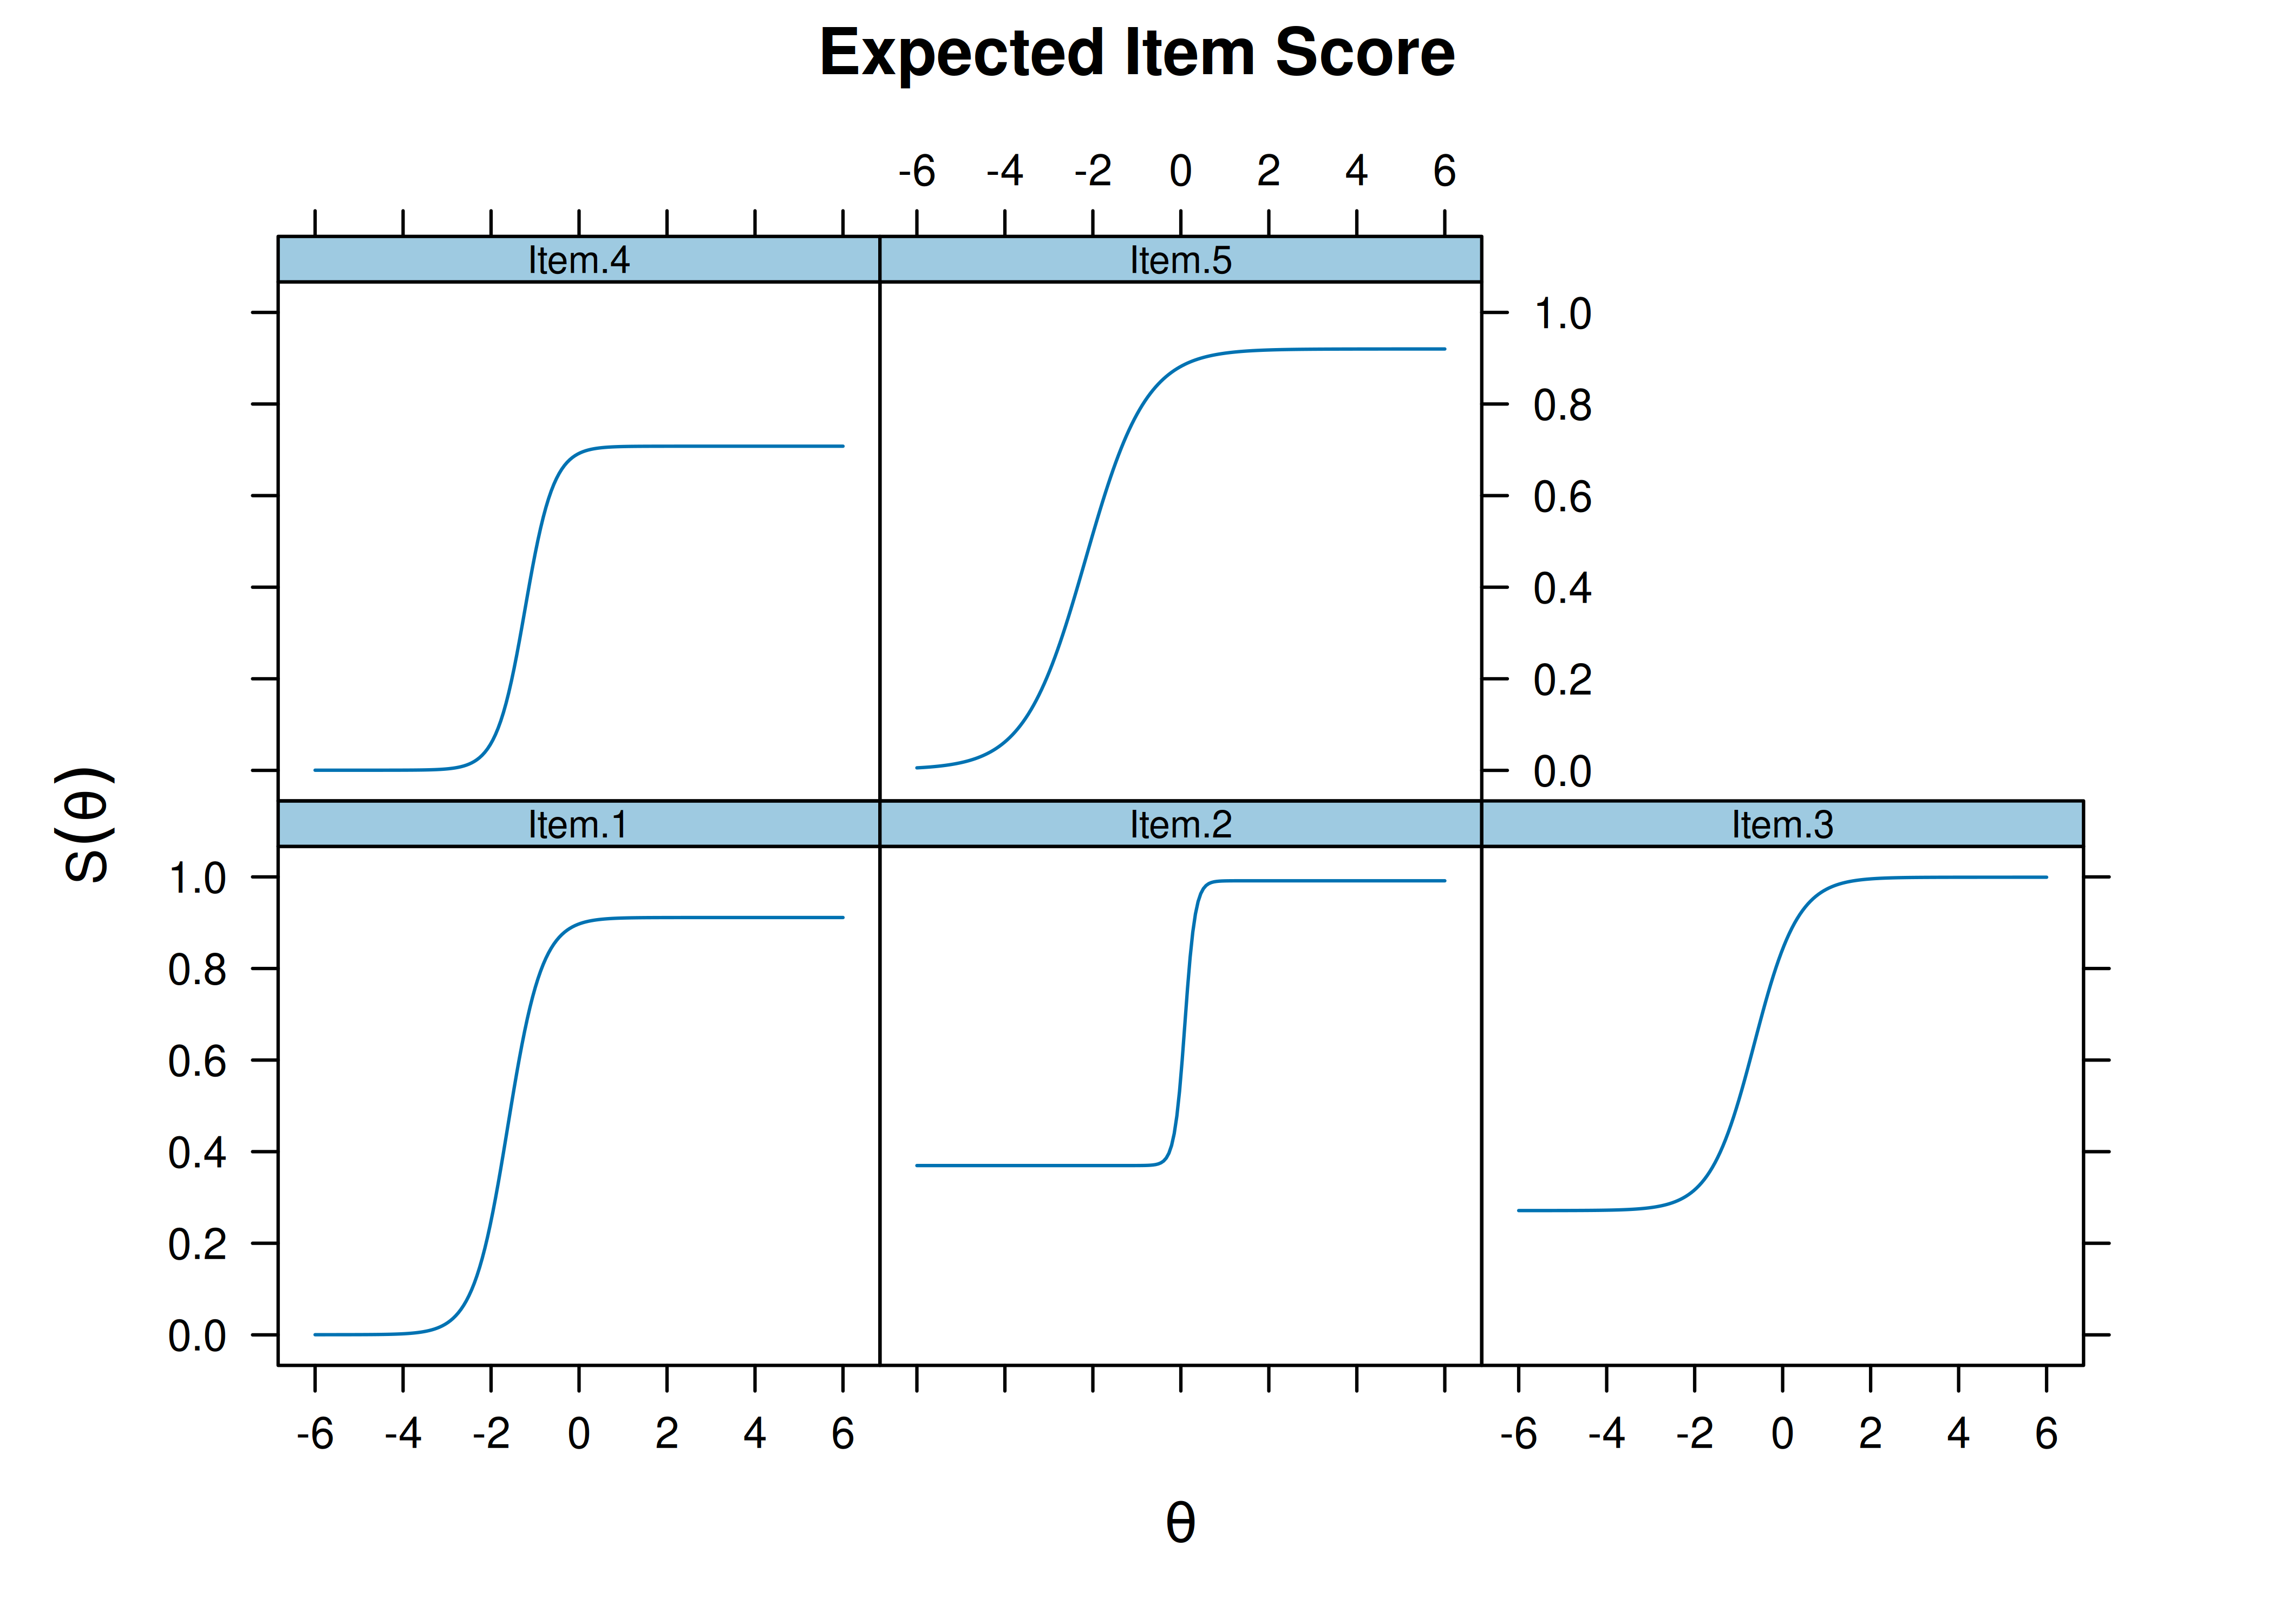 Expected Item Score
-6 -4 -2 0 2 4 6
Item.4 Item.5
1.0
0.8
0.6
0.4
0.2
0.0
S(θ)
Item.1 Item.2 Item.3
1.0
0.8
0.6
0.4
0.2
0.0
-6 -4 -2 0 2 4 6 -6 -4 -2 0 2 4 6
θ